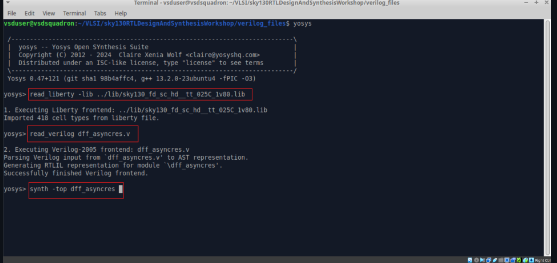 Terminal - vsduser@vsdsquadron: ~/VLSI/sky130RTLDesignAndSynthesisWorkshop/verilog_files
File Edit View Terminal Tabs Help
vsduser@vsdsquadron:~/VLSI/sky130RTLDesignAndSynthesisWorkshop/verilog_files$ yosys
/----------------------------------------------------------------------------\
| yosys -- Yosys Open SYnthesis Suite |
| Copyright (C) 2012 - 2024 Claire Xenia Wolf <claire@yosyshq.com> |
| Distributed under an ISC-like license, type "license" to see terms |
\----------------------------------------------------------------------------/
Yosys 0.47+121 (git sha1 98b4affc4, g++ 13.2.0-23ubuntu4 -fPIC -O3)
yosys> read_liberty -lib ../lib/sky130_fd_sc_hd__tt_025C_1v80.lib
1. Executing Liberty frontend: ../lib/sky130_fd_sc_hd__tt_025C_1v80.lib
Imported 418 cell types from liberty file.
yosys> read_verilog dff_asyncres.v
2. Executing Verilog-2005 frontend: dff_asyncres.v
Parsing Verilog input from `dff_asyncres.v' to AST representation.
Generating RTLIL representation for module `\dff_asyncres'.
Successfully finished Verilog frontend.
yosys> synth -top dff_asyncres